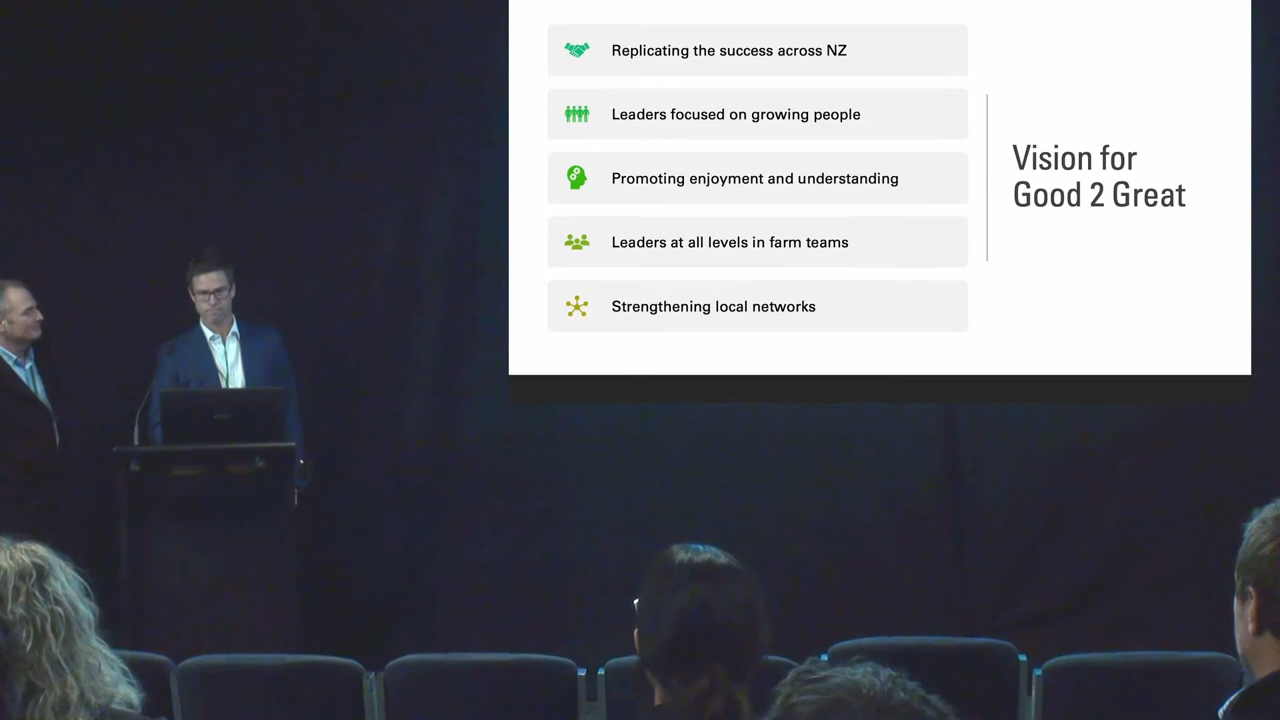 Replicating the success across NZ
Leaders focused on growing people
Promoting enjoyment and understanding
Leaders at all levels in farm teams
Strengthening local networks
Vision for
Good 2 Great